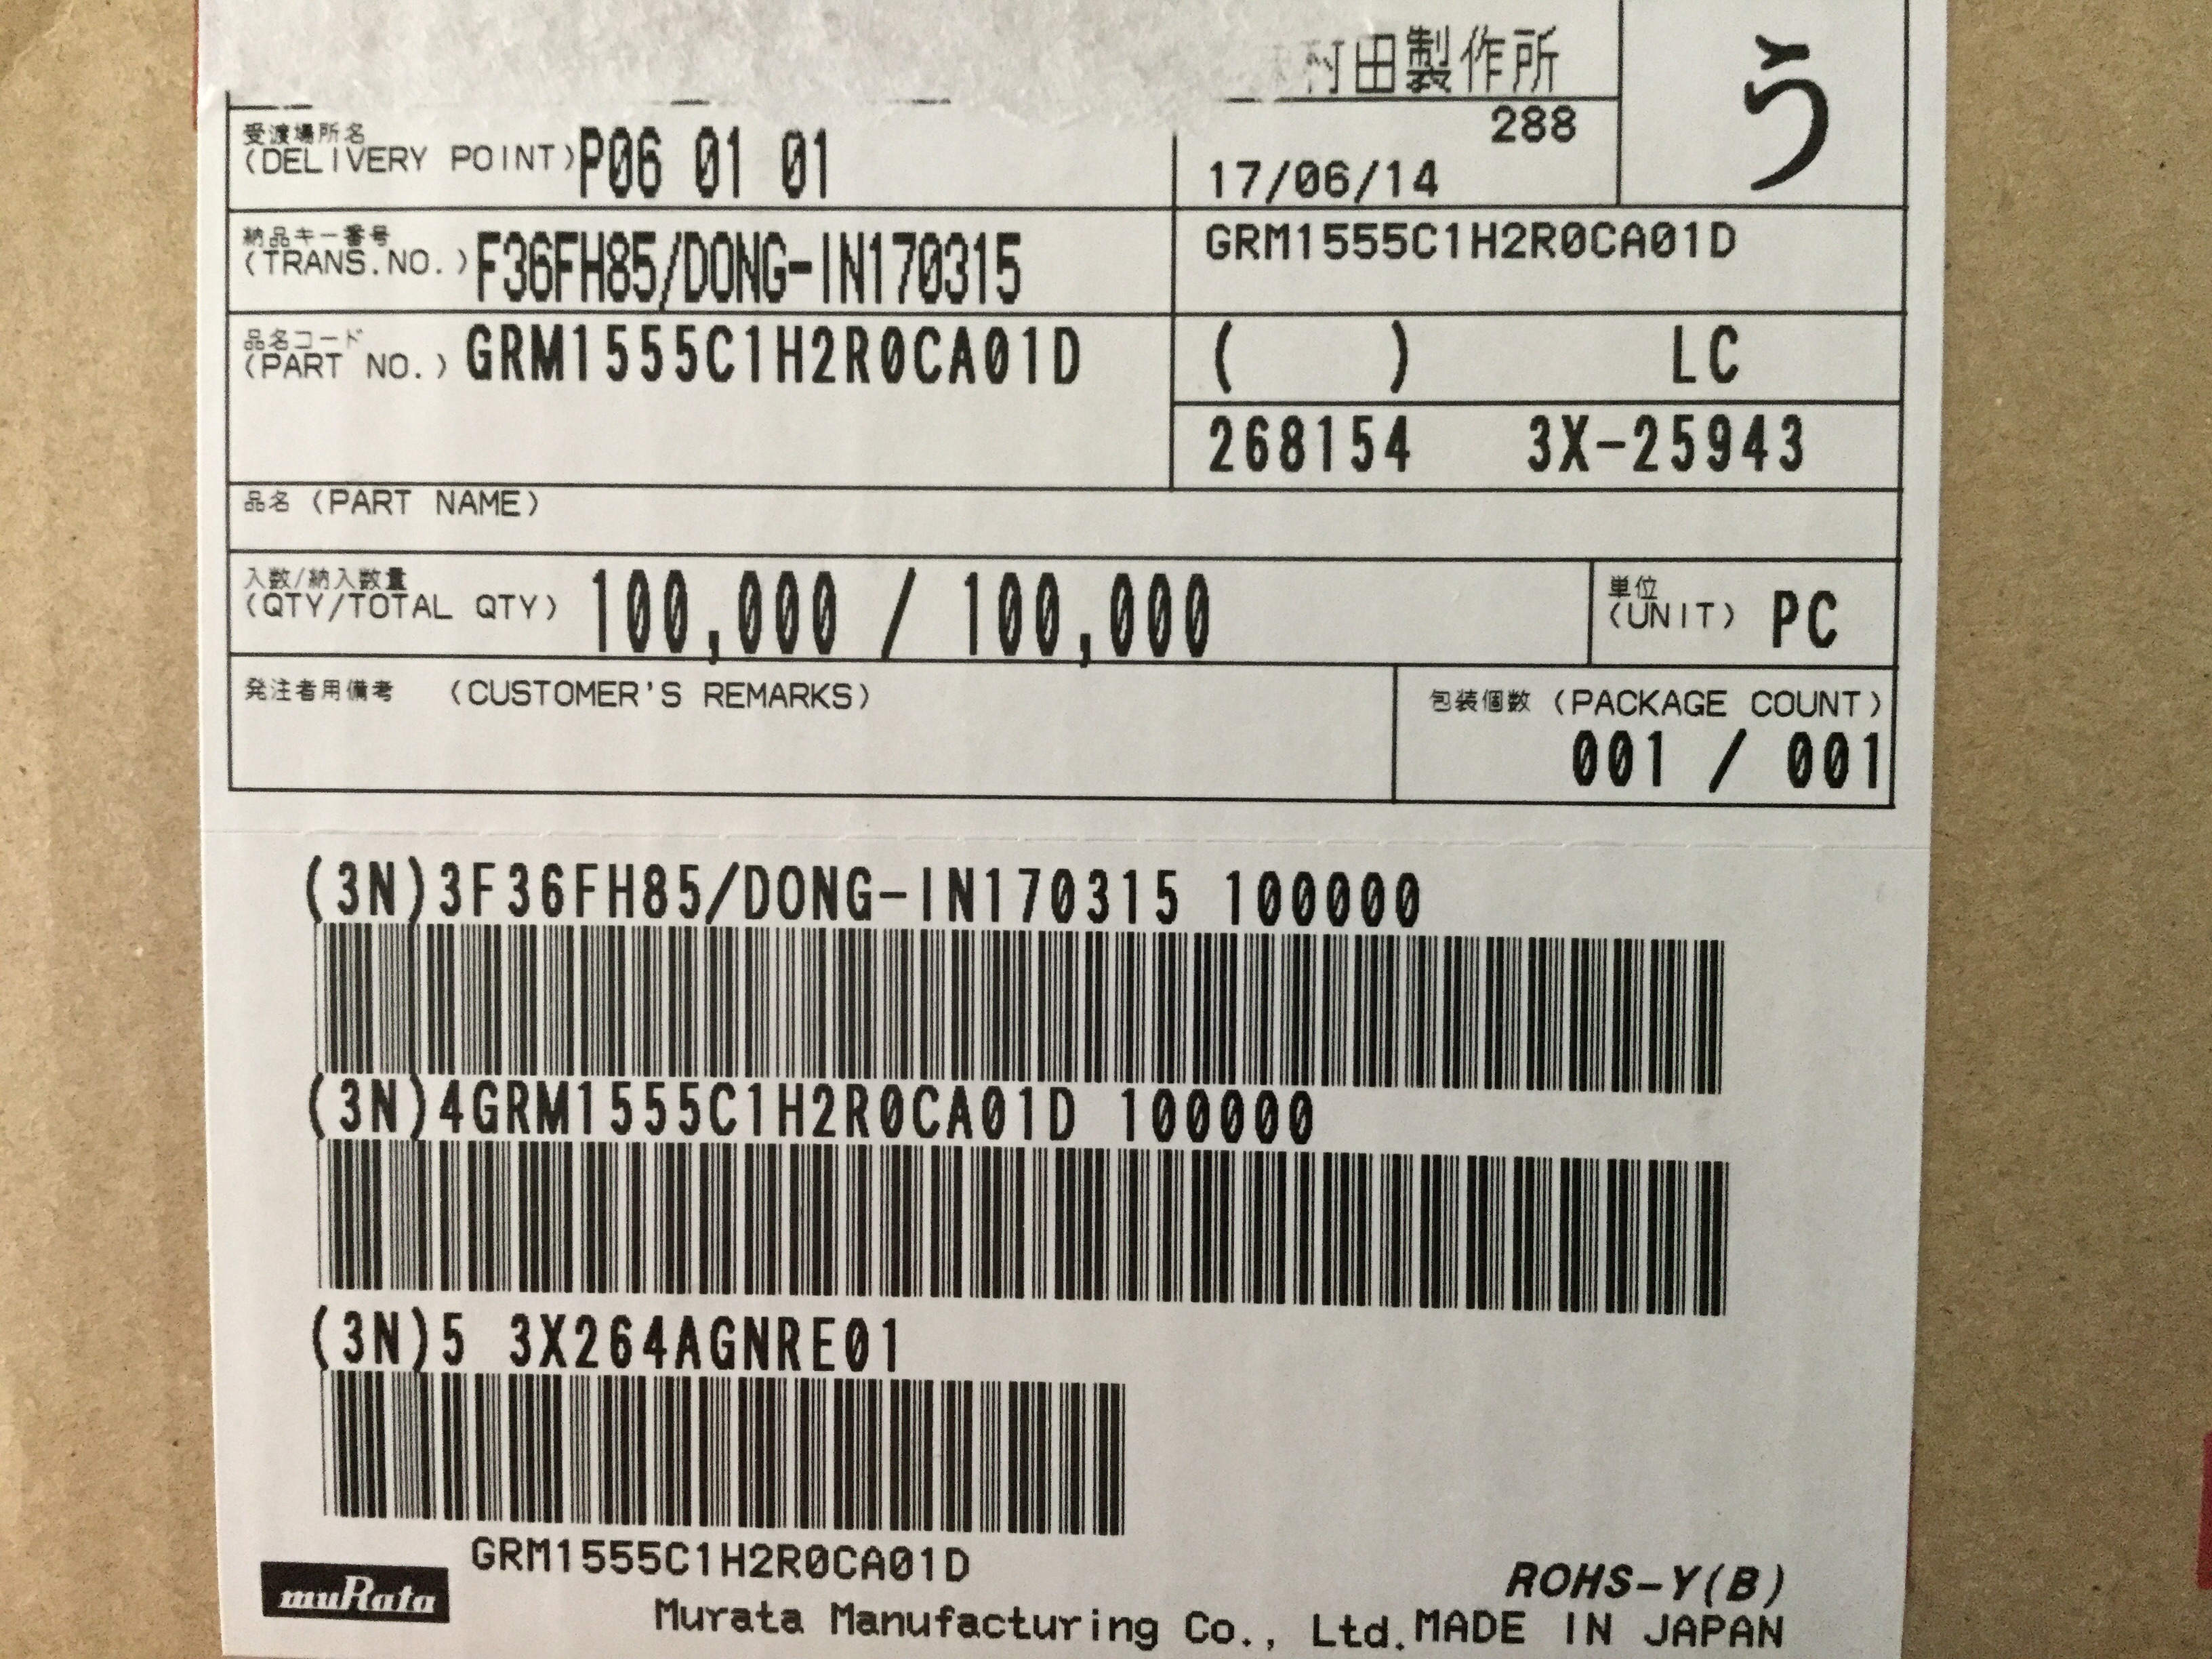 村田製作所
う
288
受渡場所名
(DELIVERY POINT) P06 01 01
17/06/14
納品キー番号
(TRANS.NO.) F36FH85/DONG-IN170315
GRM1555C1H2R0CA01D
品名コード
(PART NO.) GRM1555C1H2R0CA01D
( ) LC
268154 3X-25943
品名 (PART NAME)
入数/納入数量
(QTY/TOTAL QTY) 100,000 / 100,000
単位
(UNIT) PC
発注者用備考 (CUSTOMER'S REMARKS)
包装個数 (PACKAGE COUNT)
001 / 001
(3N)3F36FH85/DONG-IN170315 100000
(3N)4GRM1555C1H2R0CA01D 100000
(3N)5 3X264AGNRE01
GRM1555C1H2R0CA01D
muRata
ROHS-Y(B)
Murata Manufacturing Co., Ltd. MADE IN JAPAN